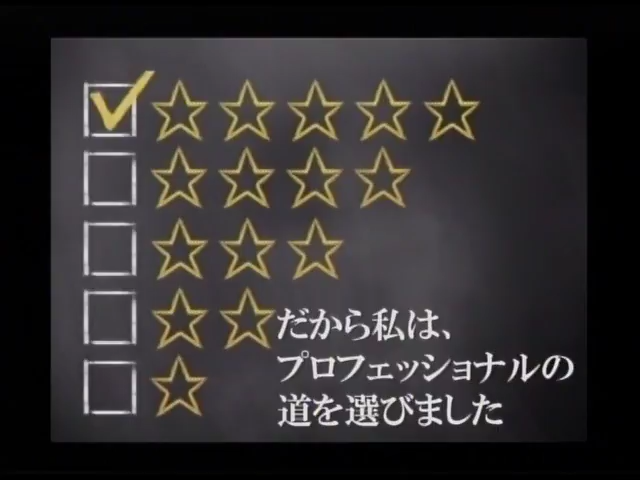 だから私は、
プロフェッショナルの
道を選びました